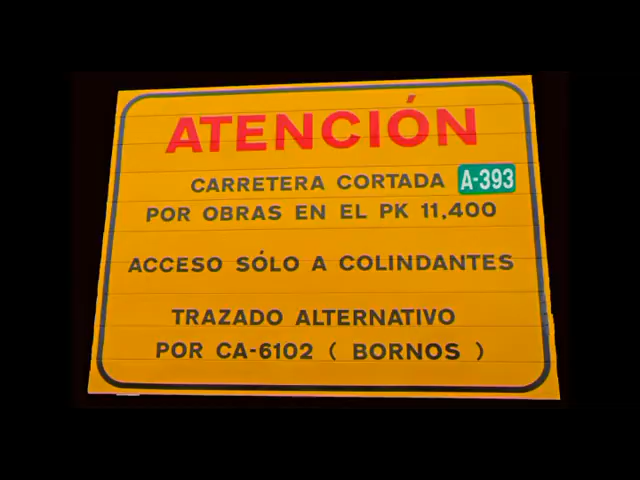 ATENCIÓN
CARRETERA CORTADA A-393
POR OBRAS EN EL PK 11,400
ACCESO SÓLO A COLINDANTES
TRAZADO ALTERNATIVO
POR CA-6102 ( BORNOS )